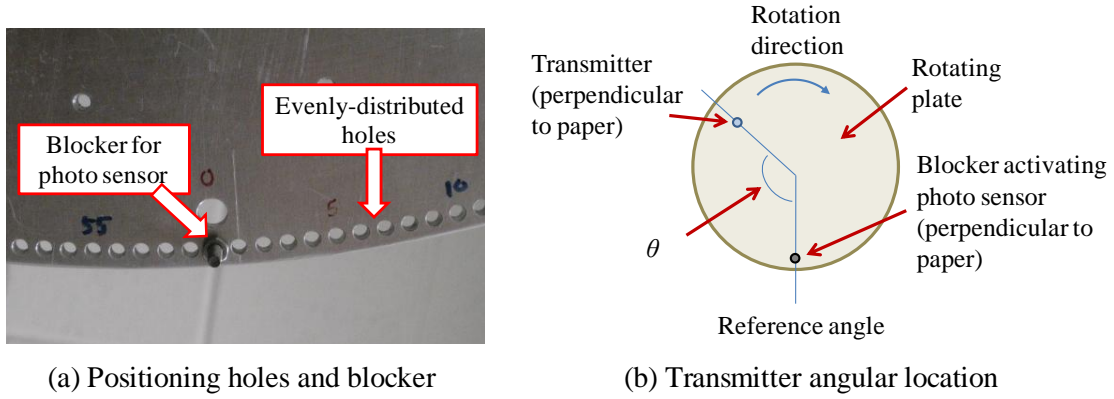 Blocker for
photo sensor
Evenly-distributed
holes
0
5
10
55
(a) Positioning holes and blocker
Rotation
direction
Transmitter
(perpendicular
to paper)
Rotating
plate
Blocker activating
photo sensor
(perpendicular to
paper)
θ
Reference angle
(b) Transmitter angular location